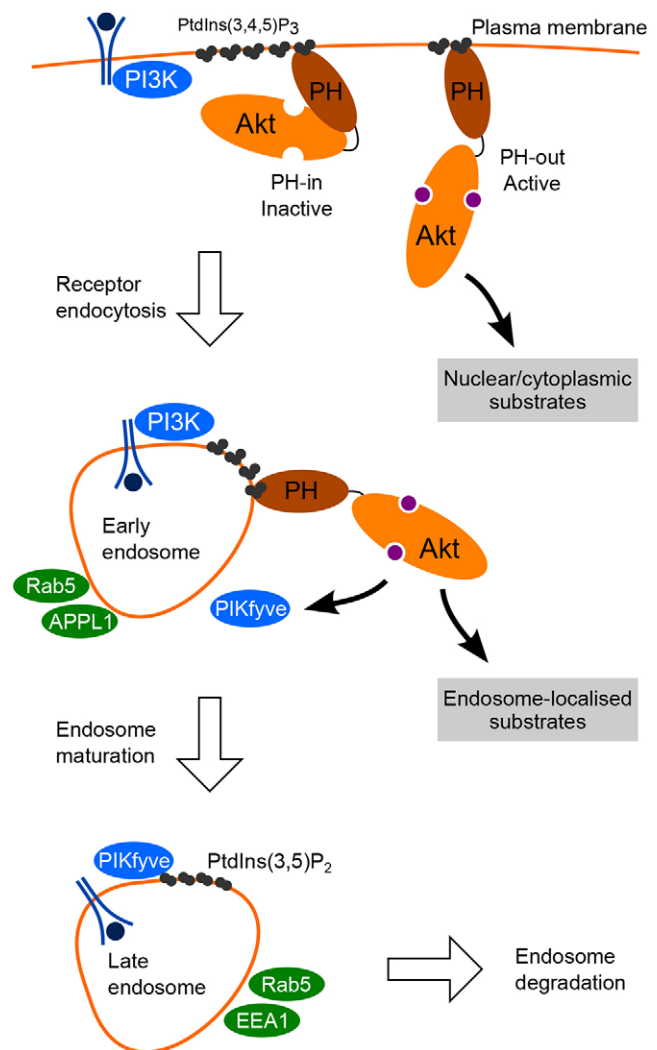 PtdIns(3,4,5)P3
Plasma membrane
PI3K
PH
PH
Akt
PH-in
Inactive
PH-out
Active
Akt
Receptor
endocytosis
Nuclear/cytoplasmic
substrates
PI3K
PH
Early
endosome
Akt
Rab5
APPL1
PIKfyve
Endosome-localised
substrates
Endosome
maturation
PIKfyve
PtdIns(3,5)P2
Late
endosome
Rab5
EEA1
Endosome
degradation